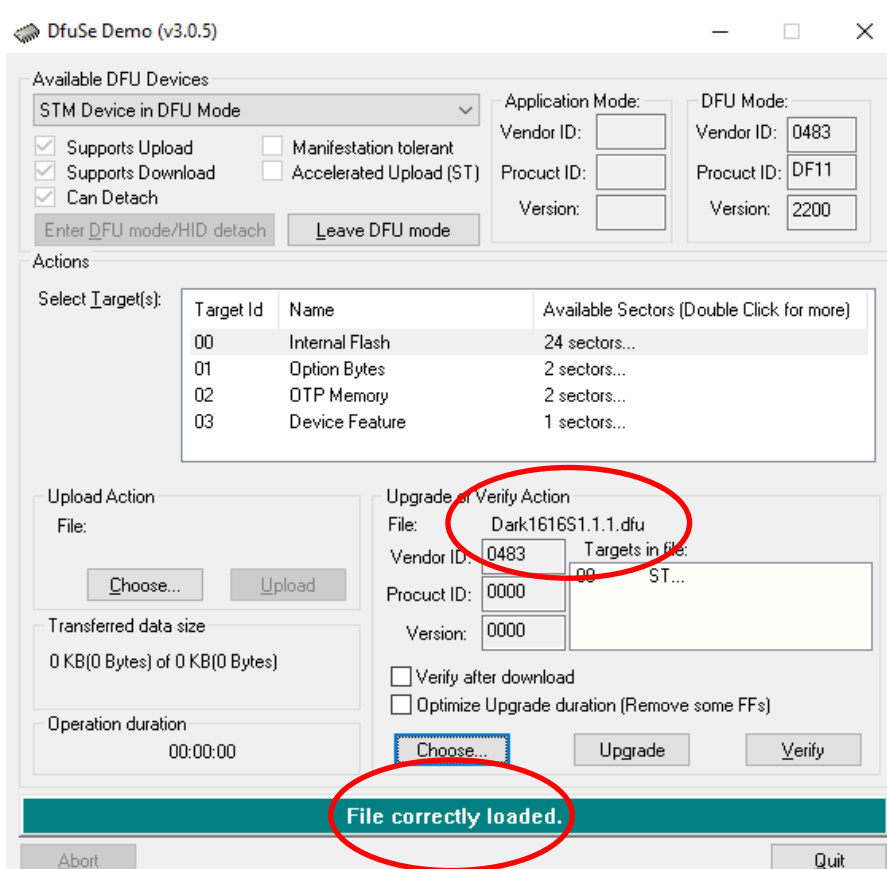 DfuSe Demo (v3.0.5)
Available DFU Devices
STM Device in DFU Mode
Supports Upload
Manifestation tolerant
Supports Download
Accelerated Upload (ST)
Can Detach
Enter DFU mode/HID detach
Leave DFU mode
Application Mode:
Vendor ID:
Procuct ID:
Version:
DFU Mode:
Vendor ID: 0483
Procuct ID: DF11
Version: 2200
Actions
Select Target(s):
Target Id Name Available Sectors (Double Click for more)
00 Internal Flash 24 sectors...
01 Option Bytes 2 sectors...
02 OTP Memory 2 sectors...
03 Device Feature 1 sectors...
Upload Action
File:
Choose... Upload
Transferred data size
0 KB(0 Bytes) of 0 KB(0 Bytes)
Operation duration
00:00:00
Upgrade or Verify Action
File: Dark1616S1.1.1.dfu
Vendor ID: 0483
Procuct ID: 0000
Version: 0000
Targets in file:
00 ST...
Verify after download
Optimize Upgrade duration (Remove some FFs)
Choose... Upgrade Verify
File correctly loaded.
Abort Quit